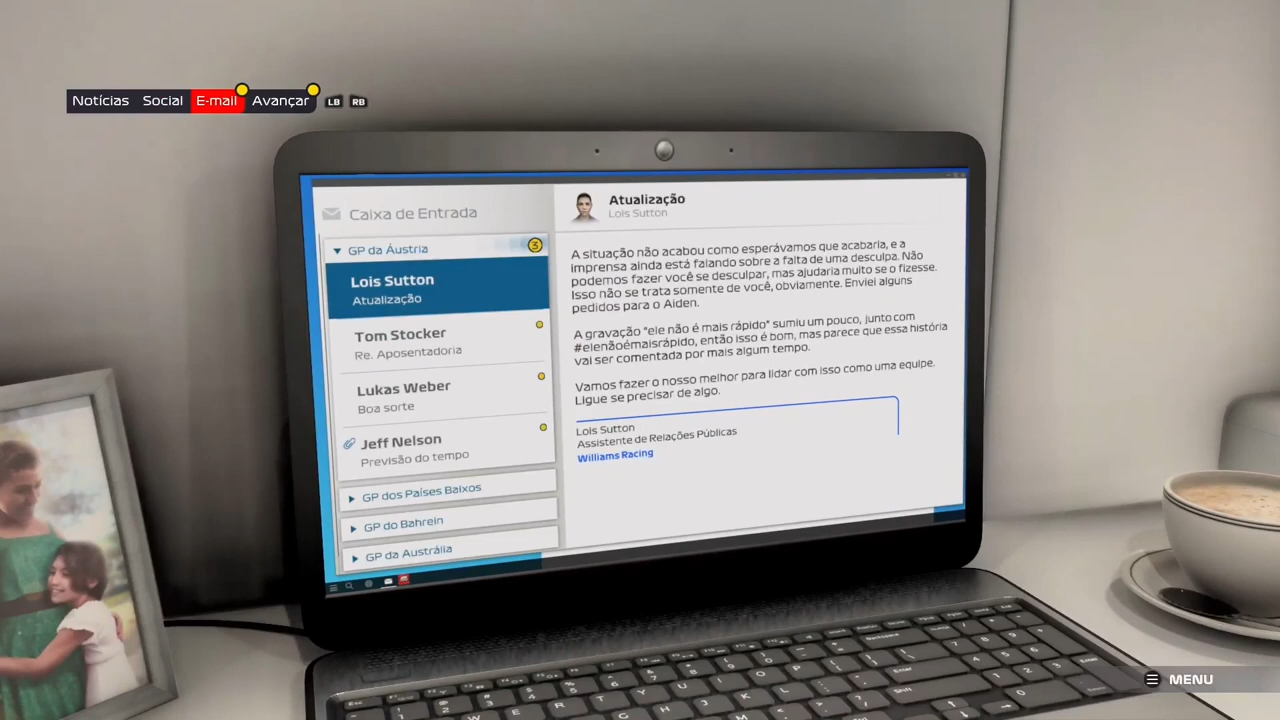 Notícias Social E-mail Avançar LB RB
Caixa de Entrada
GP da Áustria 3
Lois Sutton
Atualização
Tom Stocker
Re. Aposentadoria
Lukas Weber
Boa sorte
Jeff Nelson
Previsão do tempo
GP dos Países Baixos
GP do Bahrein
GP da Austrália
Atualização
Lois Sutton
A situação não acabou como esperávamos que acabaria, e a
imprensa ainda está falando sobre a falta de uma desculpa. Não
podemos fazer você se desculpar, mas ajudaria muito se o fizesse.
Isso não se trata somente de você, obviamente. Enviei alguns
pedidos para o Aiden.
A gravação "ele não é mais rápido" sumiu um pouco, junto com
#elenãoémaisrápido, então isso é bom, mas parece que essa história
vai ser comentada por mais algum tempo.
Vamos fazer o nosso melhor para lidar com isso como uma equipe.
Ligue se precisar de algo.
Lois Sutton
Assistente de Relações Públicas
Williams Racing
MENU